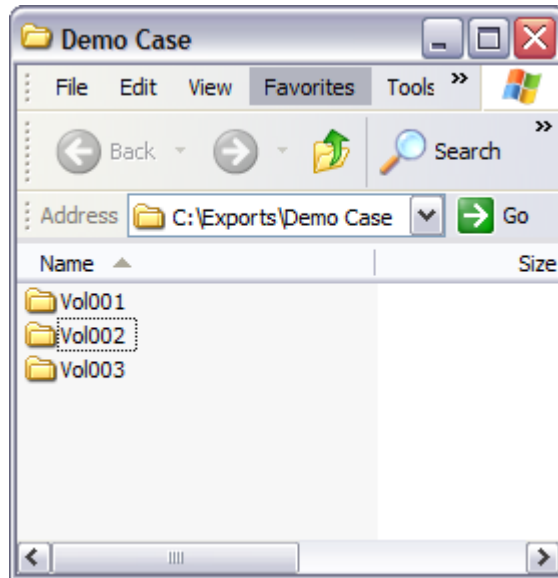 Demo Case
File Edit View Favorites Tools »
Back Search »
Address C:\Exports\Demo Case Go
Name Size
Vol001
Vol002
Vol003